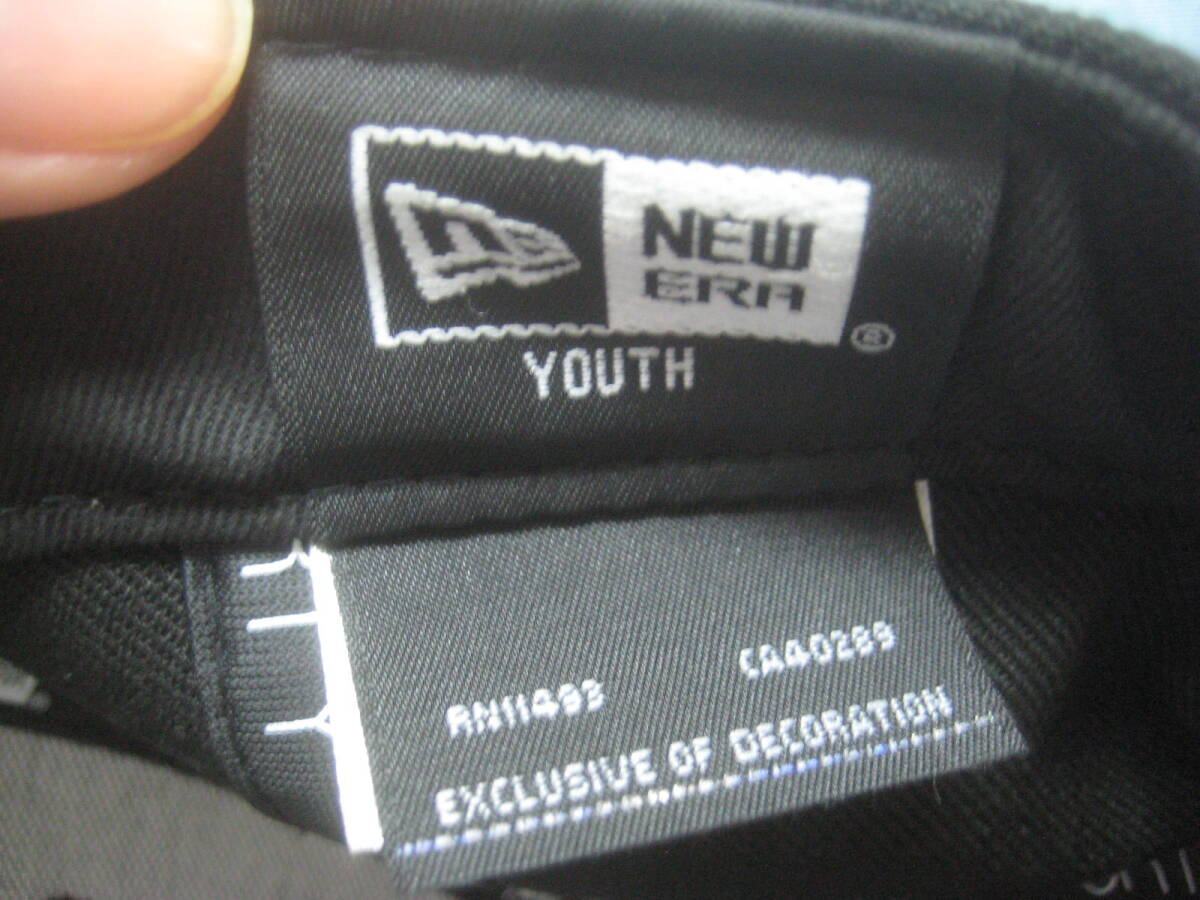 NEW
ERA
®
YOUTH
RN11493 CA40289
EXCLUSIVE OF DECORATION